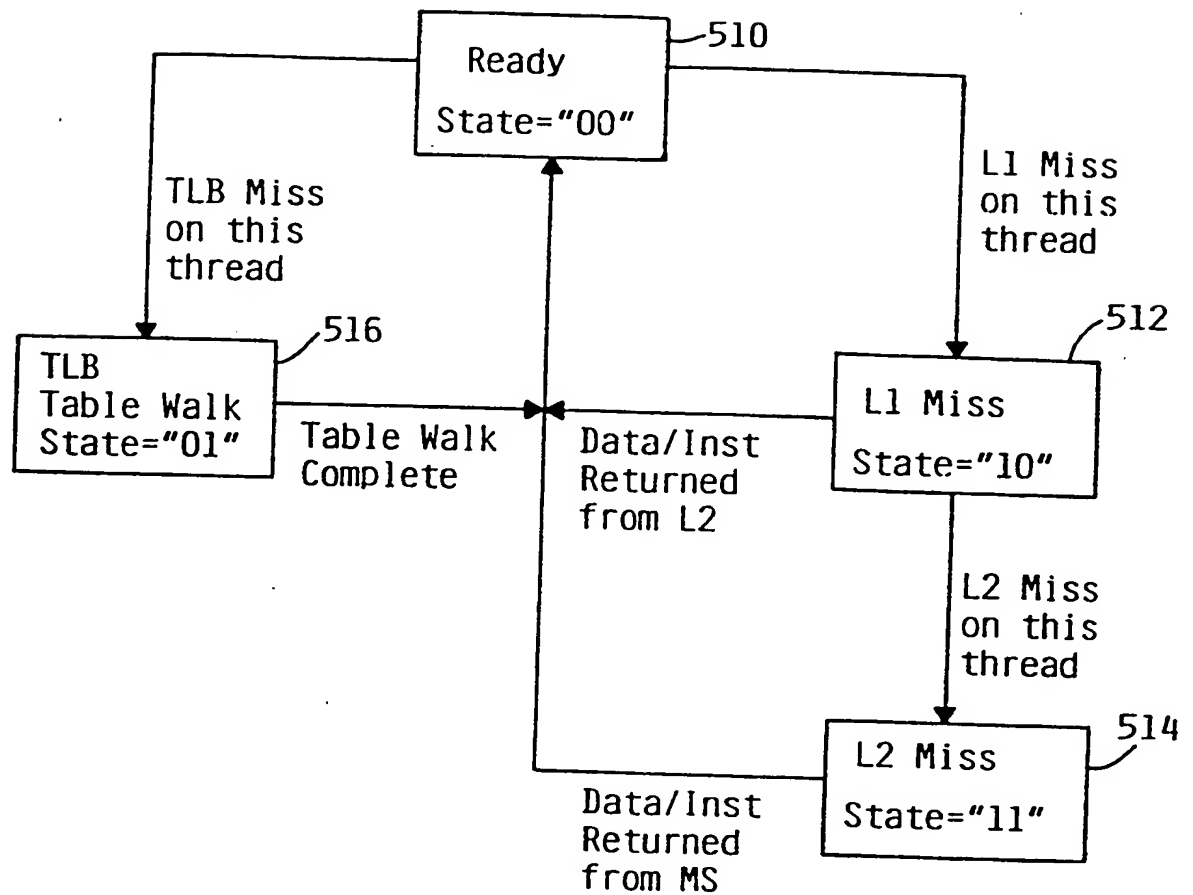 510
Ready
State="00"
TLB Miss
on this
thread
L1 Miss
on this
thread
516
TLB
Table Walk
State="01"
Table Walk
Complete
Data/Inst
Returned
from L2
512
L1 Miss
State="10"
L2 Miss
on this
thread
514
L2 Miss
State="11"
Data/Inst
Returned
from MS